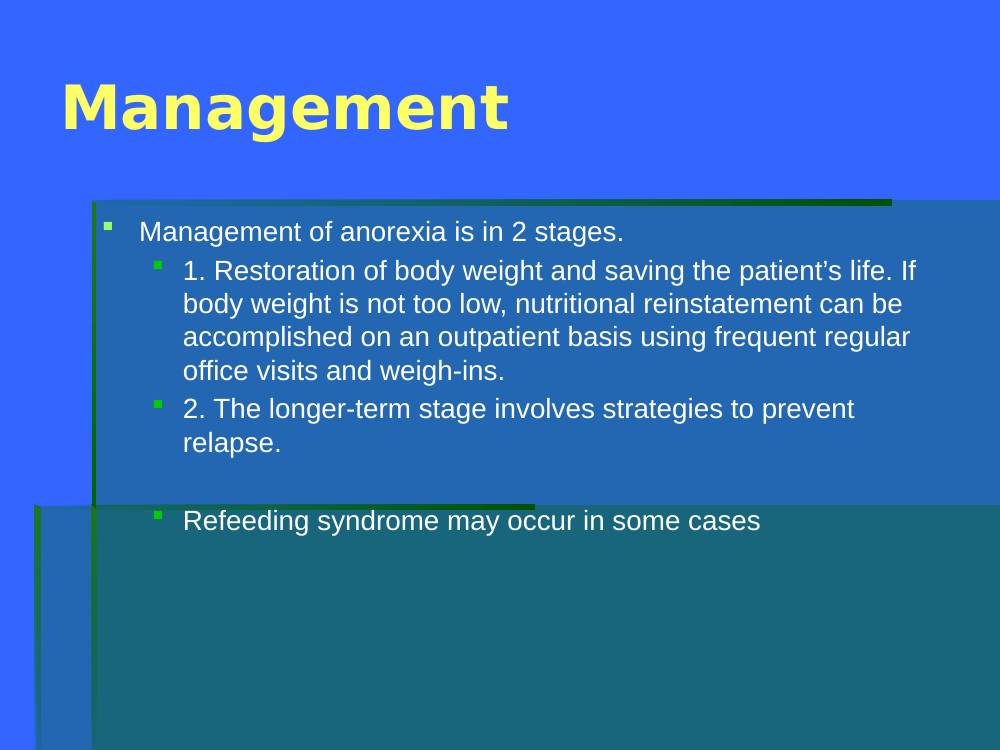 Management
Management of anorexia is in 2 stages.
1. Restoration of body weight and saving the patient’s life. If
body weight is not too low, nutritional reinstatement can be
accomplished on an outpatient basis using frequent regular
office visits and weigh-ins.
2. The longer-term stage involves strategies to prevent
relapse.
Refeeding syndrome may occur in some cases